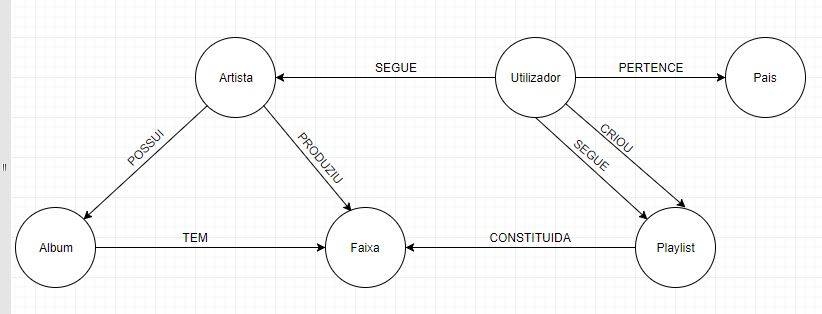 SEGUE
PERTENCE
Artista
Utilizador
Pais
POSSUI
PRODUZIU
CRIOU
SEGUE
TEM
CONSTITUIDA
Album
Faixa
Playlist